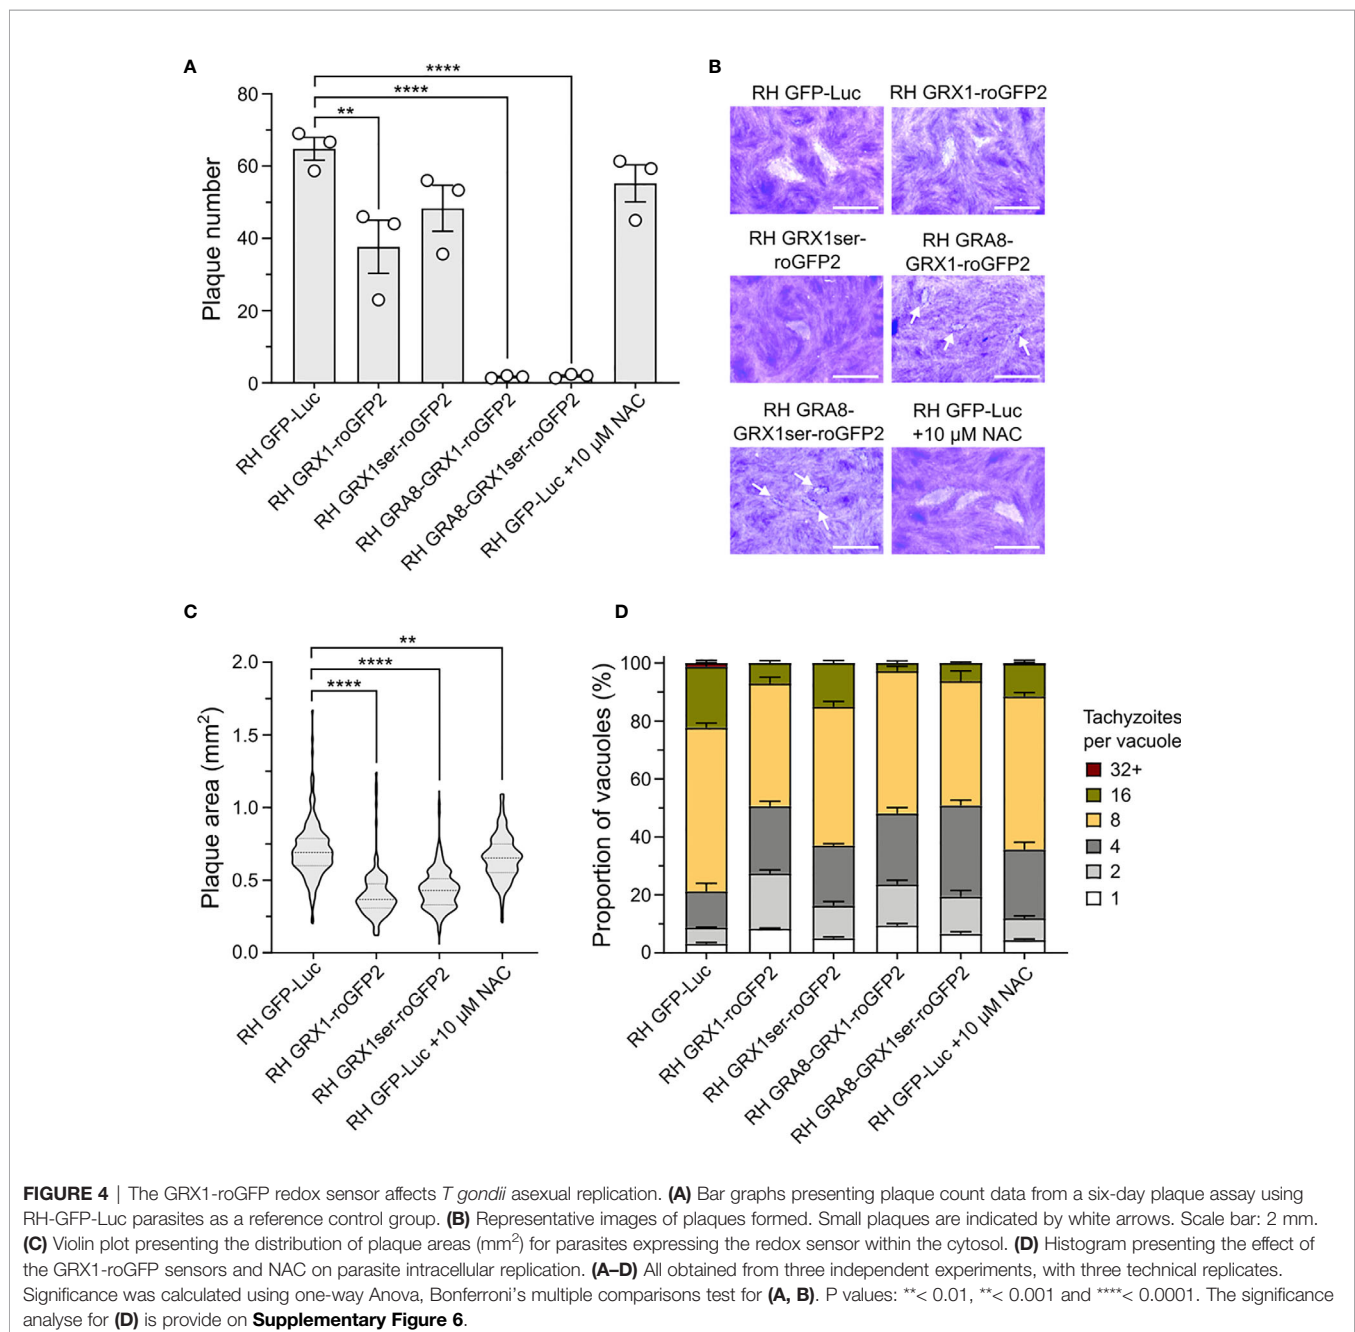 A
****
****
**
80
60
40
20
0
Plaque number
RH GFP-Luc
RH GRX1-roGFP2
RH GRX1ser-roGFP2
RH GRA8-GRX1-roGFP2
RH GRA8-GRX1ser-roGFP2
RH GFP-Luc +10 µM NAC
B
RH GFP-Luc
RH GRX1-roGFP2
RH GRX1ser-
roGFP2
RH GRA8-
GRX1-roGFP2
RH GRA8-
GRX1ser-roGFP2
RH GFP-Luc
+10 µM NAC
C
**
****
****
2.0
1.5
1.0
0.5
0.0
Plaque area (mm²)
RH GFP-Luc
RH GRX1-roGFP2
RH GRX1ser-roGFP2
RH GFP-Luc +10 µM NAC
D
100
80
60
40
20
0
Proportion of vacuoles (%)
RH GFP-Luc
RH GRX1-roGFP2
RH GRX1ser-roGFP2
RH GRA8-GRX1-roGFP2
RH GRA8-GRX1ser-roGFP2
RH GFP-Luc +10 µM NAC
Tachyzoites
per vacuole
32+
16
8
4
2
1
FIGURE 4 | The GRX1-roGFP redox sensor affects T gondii asexual replication. (A) Bar graphs presenting plaque count data from a six-day plaque assay using
RH-GFP-Luc parasites as a reference control group. (B) Representative images of plaques formed. Small plaques are indicated by white arrows. Scale bar: 2 mm.
(C) Violin plot presenting the distribution of plaque areas (mm²) for parasites expressing the redox sensor within the cytosol. (D) Histogram presenting the effect of
the GRX1-roGFP sensors and NAC on parasite intracellular replication. (A–D) All obtained from three independent experiments, with three technical replicates.
Significance was calculated using one-way Anova, Bonferroni's multiple comparisons test for (A, B). P values: **< 0.01, **< 0.001 and ****< 0.0001. The significance
analyse for (D) is provide on Supplementary Figure 6.